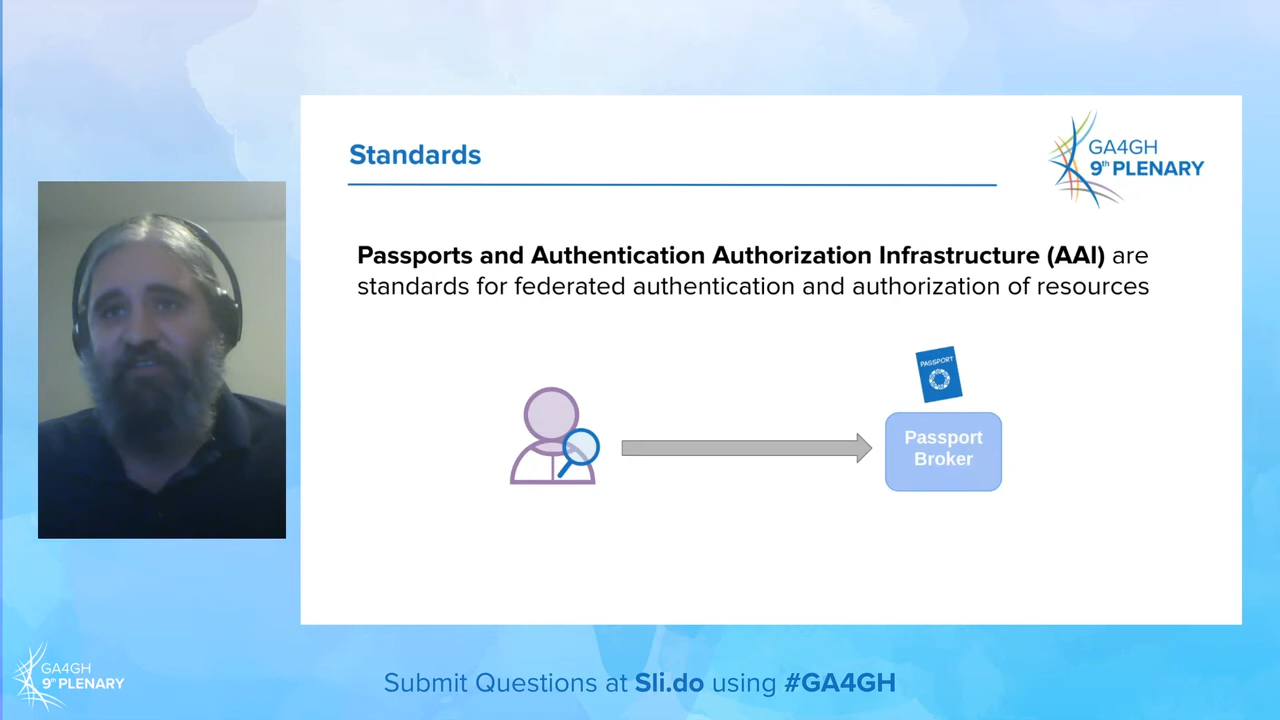 Standards
GA4GH
9th PLENARY
Passports and Authentication Authorization Infrastructure (AAI) are
standards for federated authentication and authorization of resources
PASSPORT
Passport
Broker
GA4GH
9th PLENARY
Submit Questions at Sli.do using #GA4GH